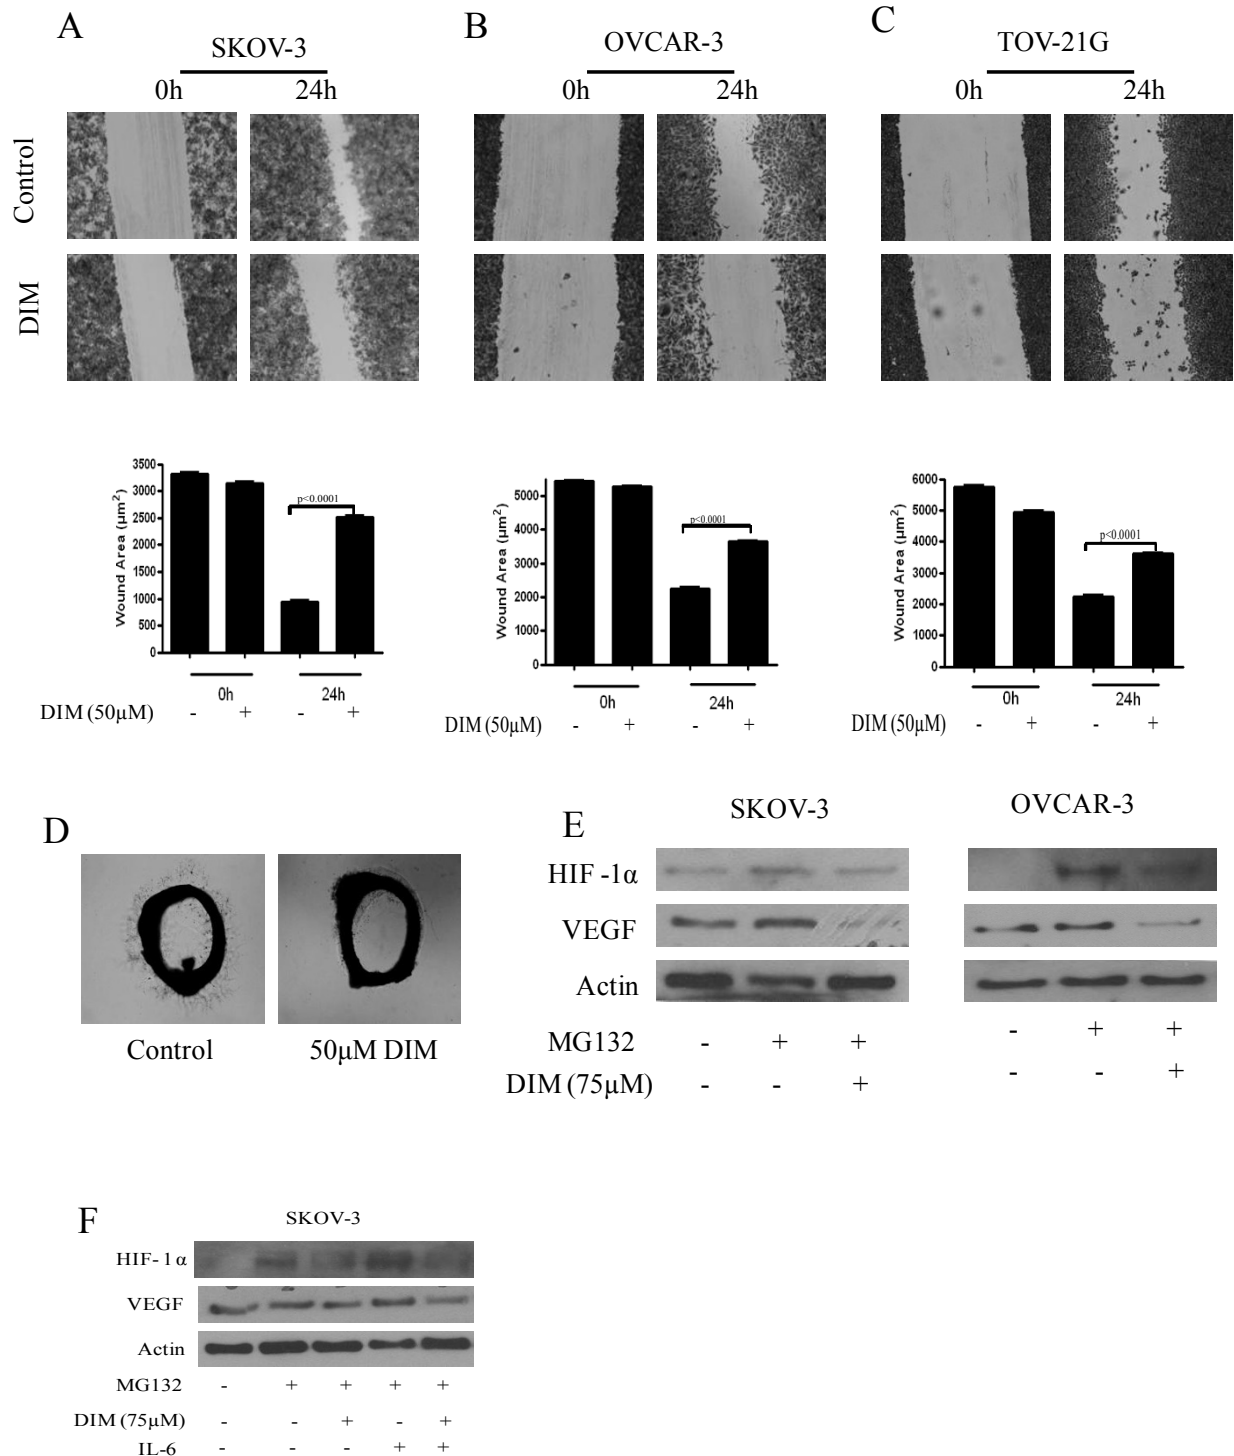 A
SKOV-3
0h 24h
B
OVCAR-3
0h 24h
C
TOV-21G
0h 24h
Control
DIM
Wound Area (µm²)
3500
3000
2500
2000
1500
1000
500
0
p<0.0001
0h 24h
DIM (50µM) - + - +
Wound Area (µm²)
5000
4000
3000
2000
1000
0
p<0.0001
0h 24h
DIM (50µM) - + - +
Wound Area (µm²)
6000
5000
4000
3000
2000
1000
0
p<0.0001
0h 24h
DIM (50µM) - + - +
D
Control 50µM DIM
E
SKOV-3 OVCAR-3
HIF -1α
VEGF
Actin
MG132 - + + - + +
DIM (75µM) - - + - - +
F
SKOV-3
HIF- 1 α
VEGF
Actin
MG132 - + + + +
DIM (75µM) - - + - +
IL-6 - - - + +